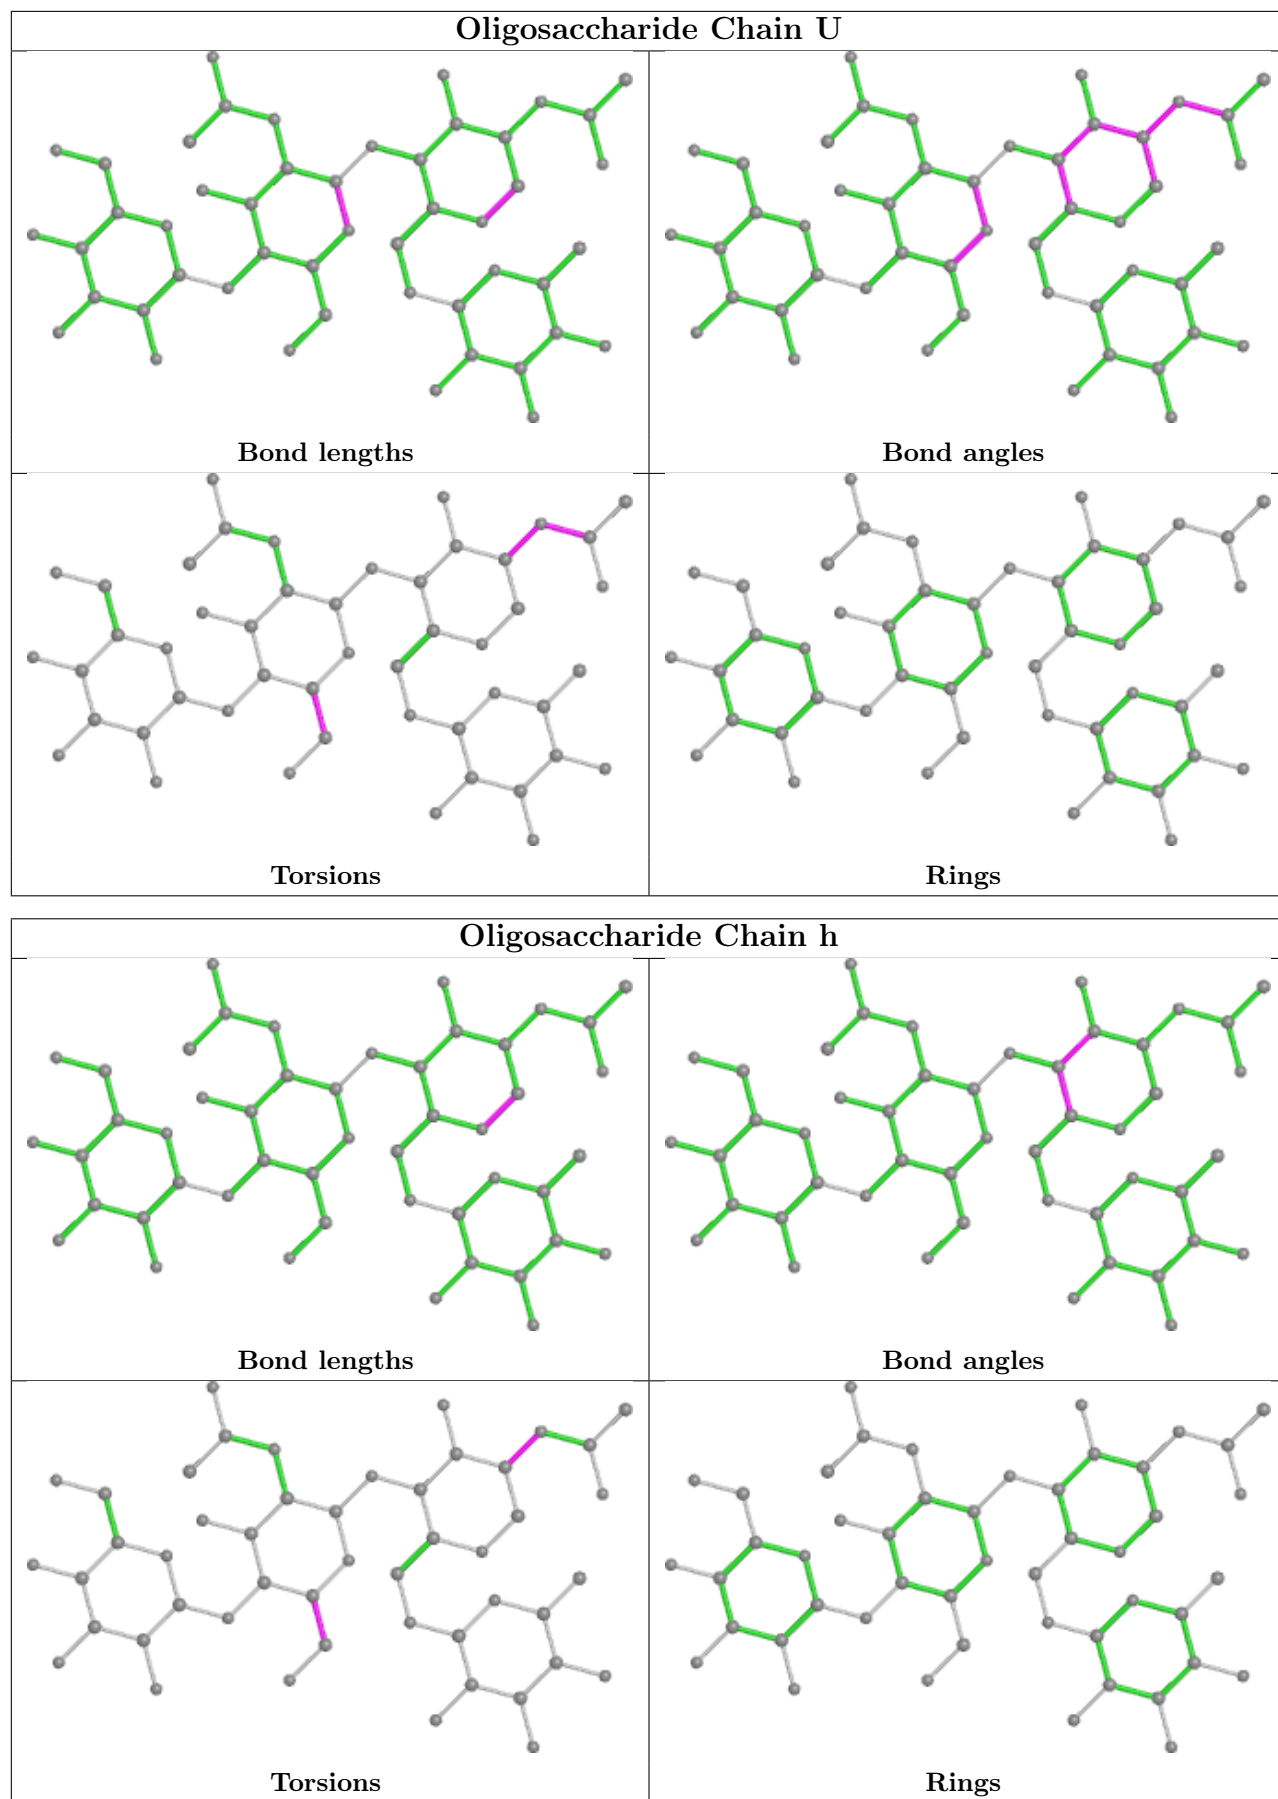 Oligosaccharide Chain U
Bond lengths
Bond angles
Torsions
Rings
Oligosaccharide Chain h
Bond lengths
Bond angles
Torsions
Rings